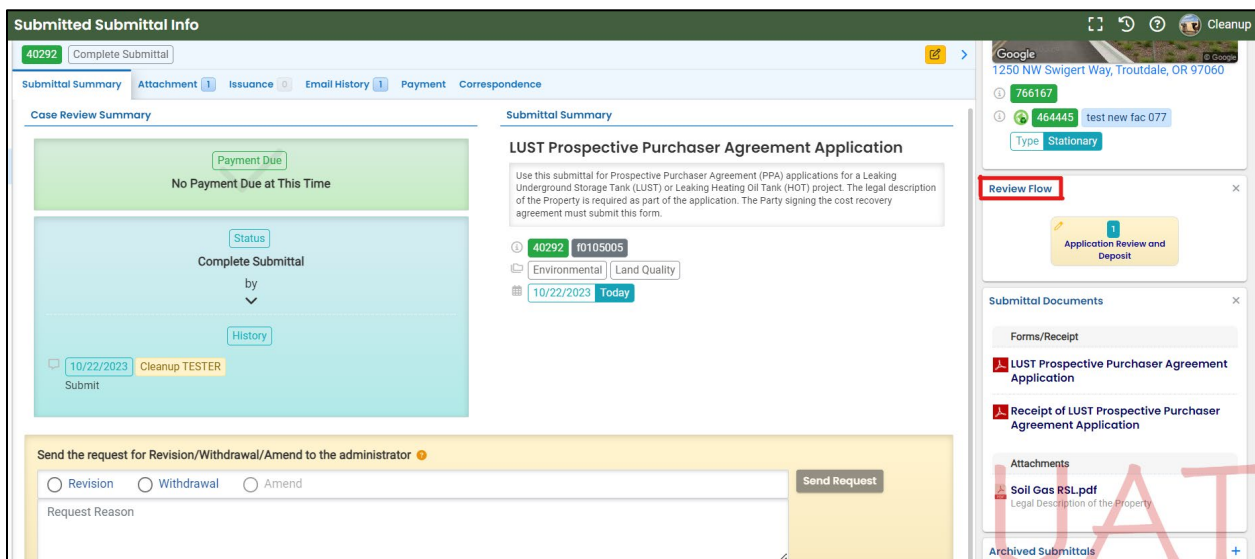 Submitted Submittal Info
Cleanup
40292 Complete Submittal
Submittal Summary Attachment 1 Issuance 0 Email History 1 Payment Correspondence
Case Review Summary
Payment Due
No Payment Due at This Time
Status
Complete Submittal
by
History
10/22/2023 Cleanup TESTER
Submit
Submittal Summary
LUST Prospective Purchaser Agreement Application
Use this submittal for Prospective Purchaser Agreement (PPA) applications for a Leaking
Underground Storage Tank (LUST) or Leaking Heating Oil Tank (HOT) project. The legal description
of the Property is required as part of the application. The Party signing the cost recovery
agreement must submit this form.
40292 f0105005
Environmental Land Quality
10/22/2023 Today
Send the request for Revision/Withdrawal/Amend to the administrator
Revision Withdrawal Amend
Send Request
Request Reason
Google
© Google
1250 NW Swigert Way, Troutdale, OR 97060
766167
464445 test new fac 077
Type Stationary
Review Flow
1
Application Review and
Deposit
Submittal Documents
Forms/Receipt
LUST Prospective Purchaser Agreement
Application
Receipt of LUST Prospective Purchaser
Agreement Application
Attachments
Soil Gas RSL.pdf
Legal Description of the Property
Archived Submittals
UAT